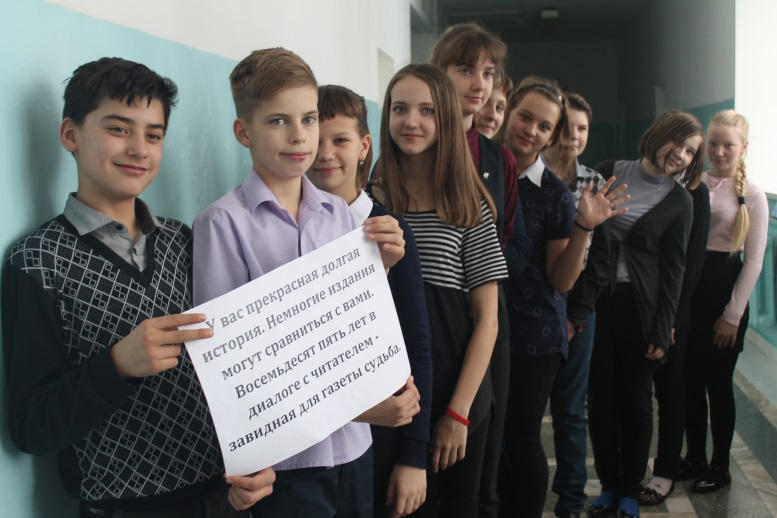 У вас прекрасная долгая
история. Немногие издания
могут сравниться с вами.
Восемьдесят пять лет в
диалоге с читателем -
завидная для газеты судьба.